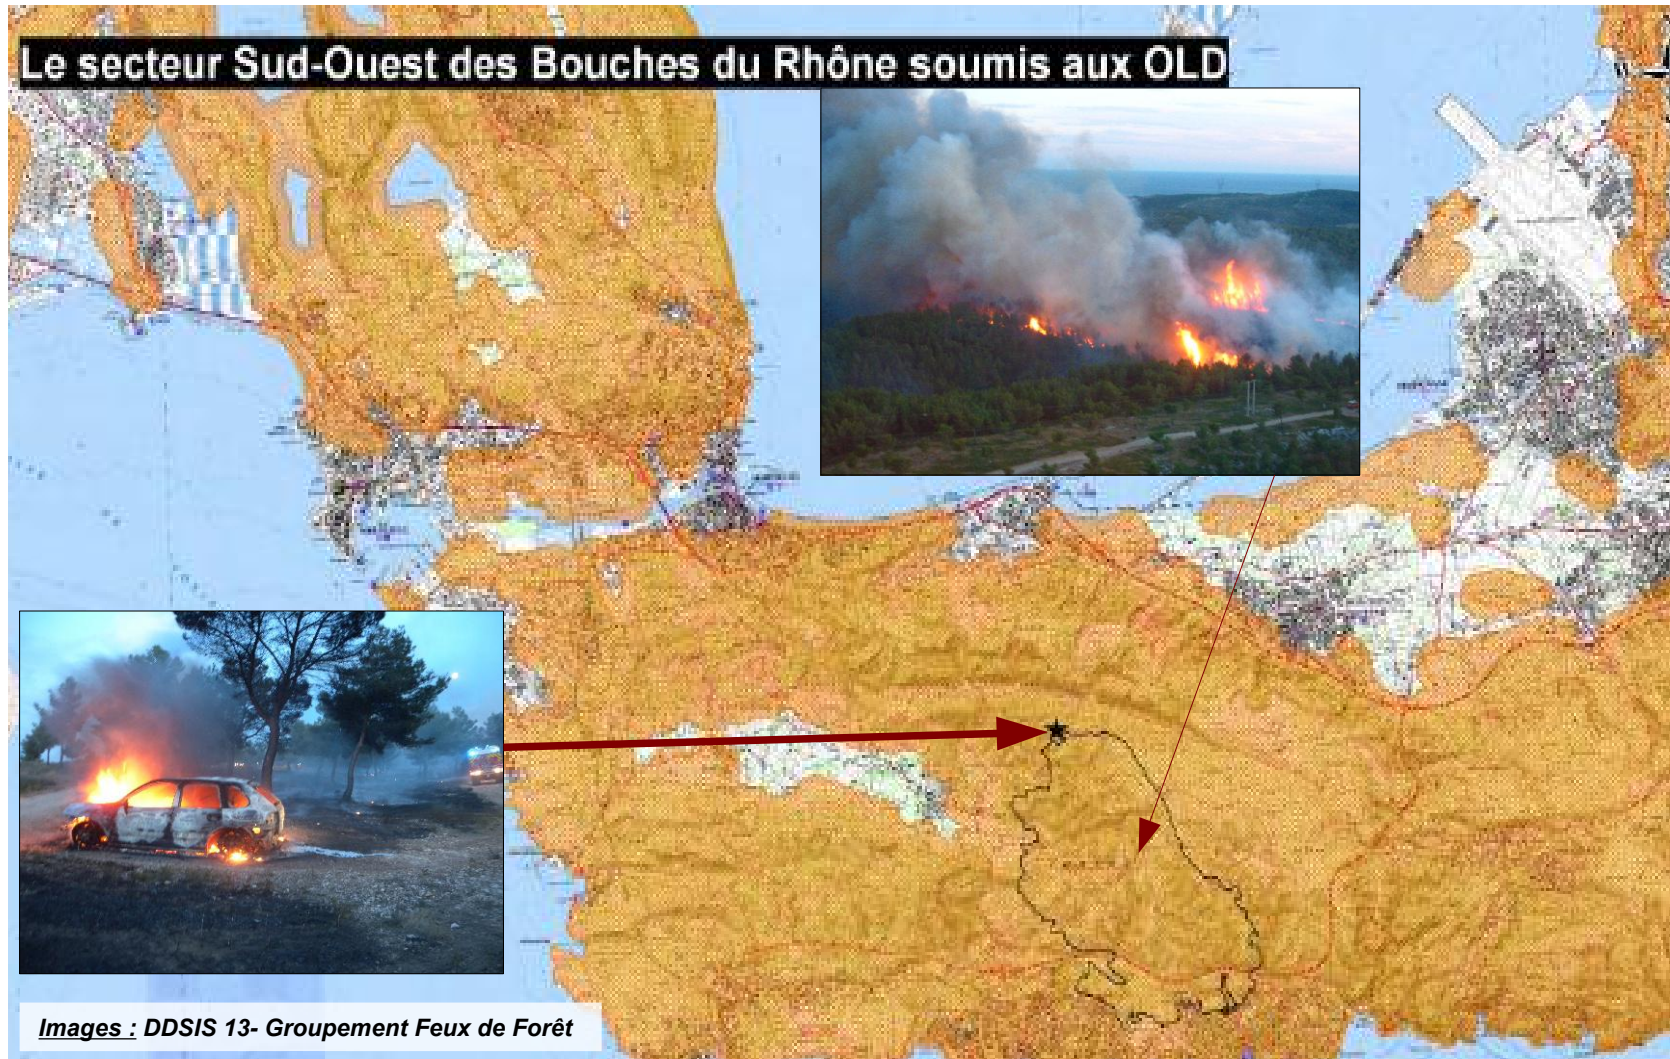 Le secteur Sud-Ouest des Bouches du Rhône soumis aux OLD
Images : DDSIS 13- Groupement Feux de Forêt